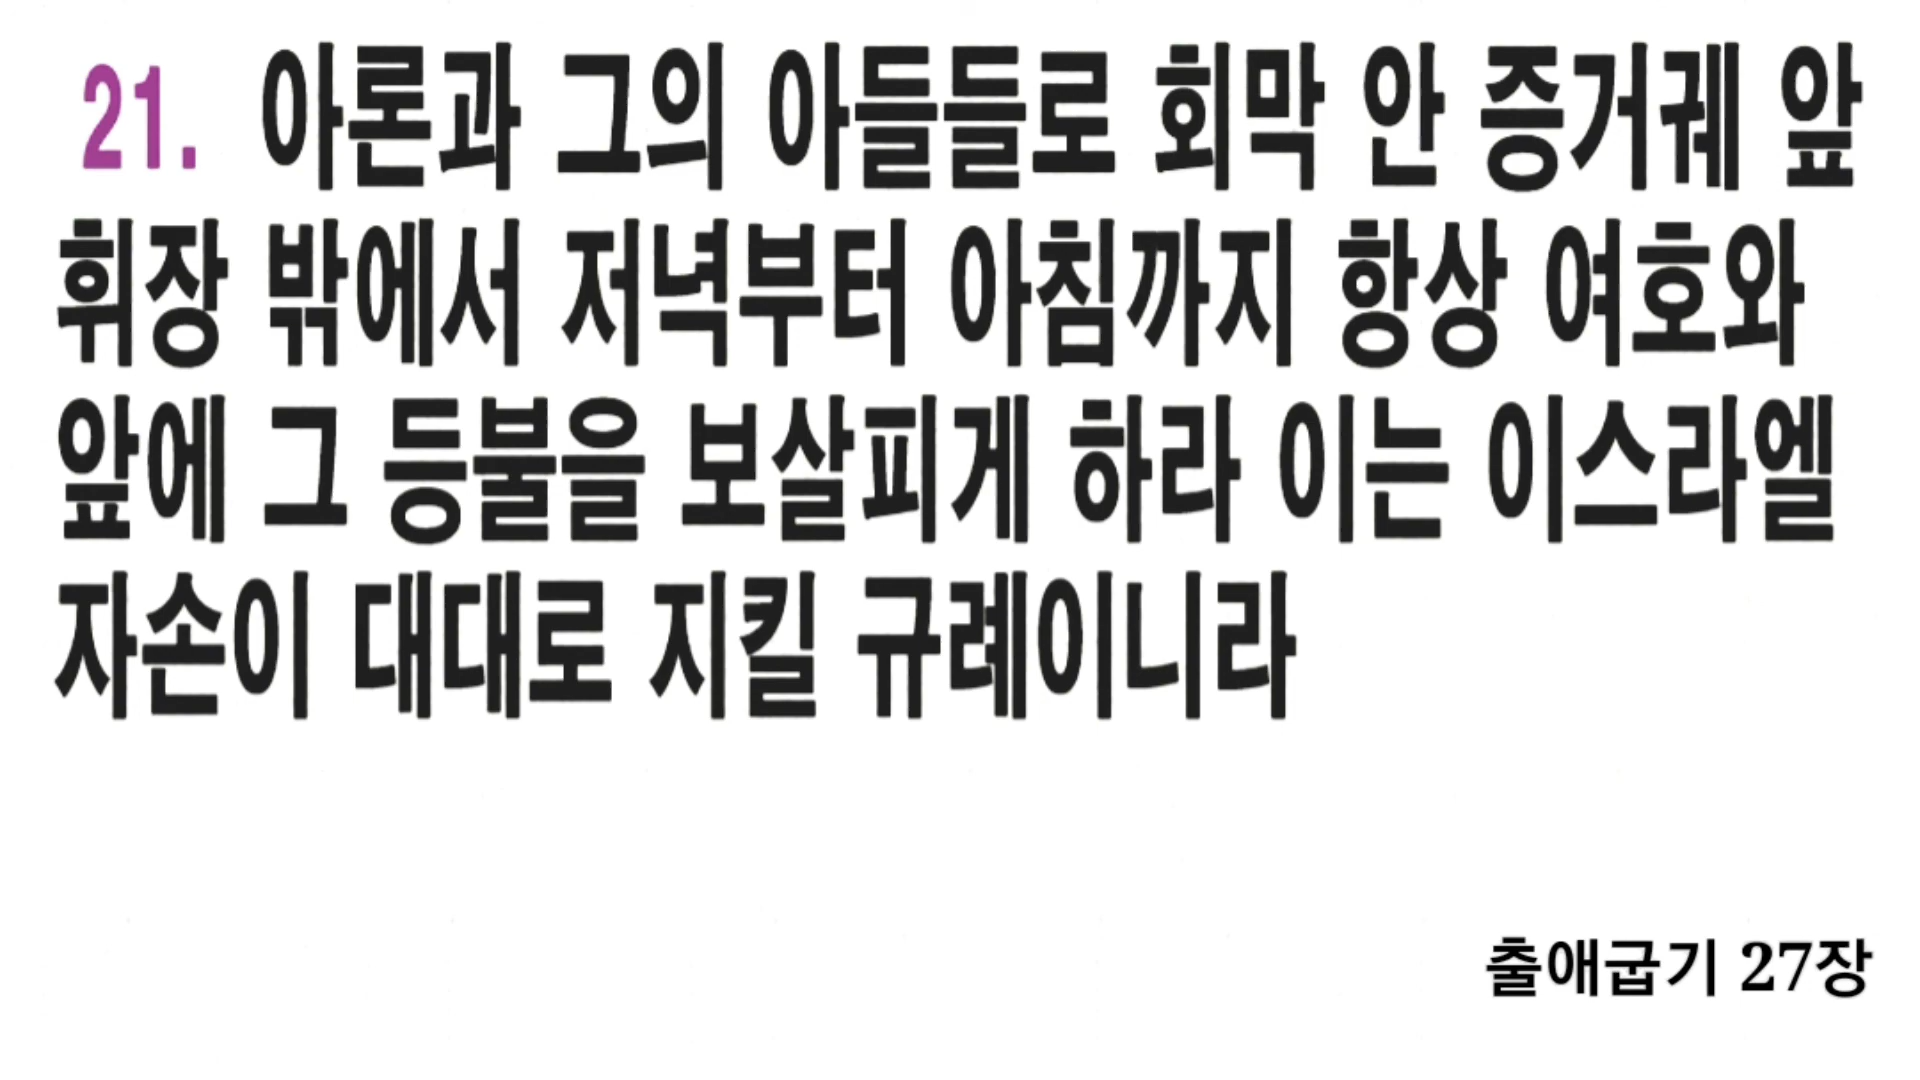 21. 아론과 그의 아들들로 회막 안 증거궤 앞
휘장 밖에서 저녁부터 아침까지 항상 여호와
앞에 그 등불을 보살피게 하라 이는 이스라엘
자손이 대대로 지킬 규례이니라
출애굽기 27장